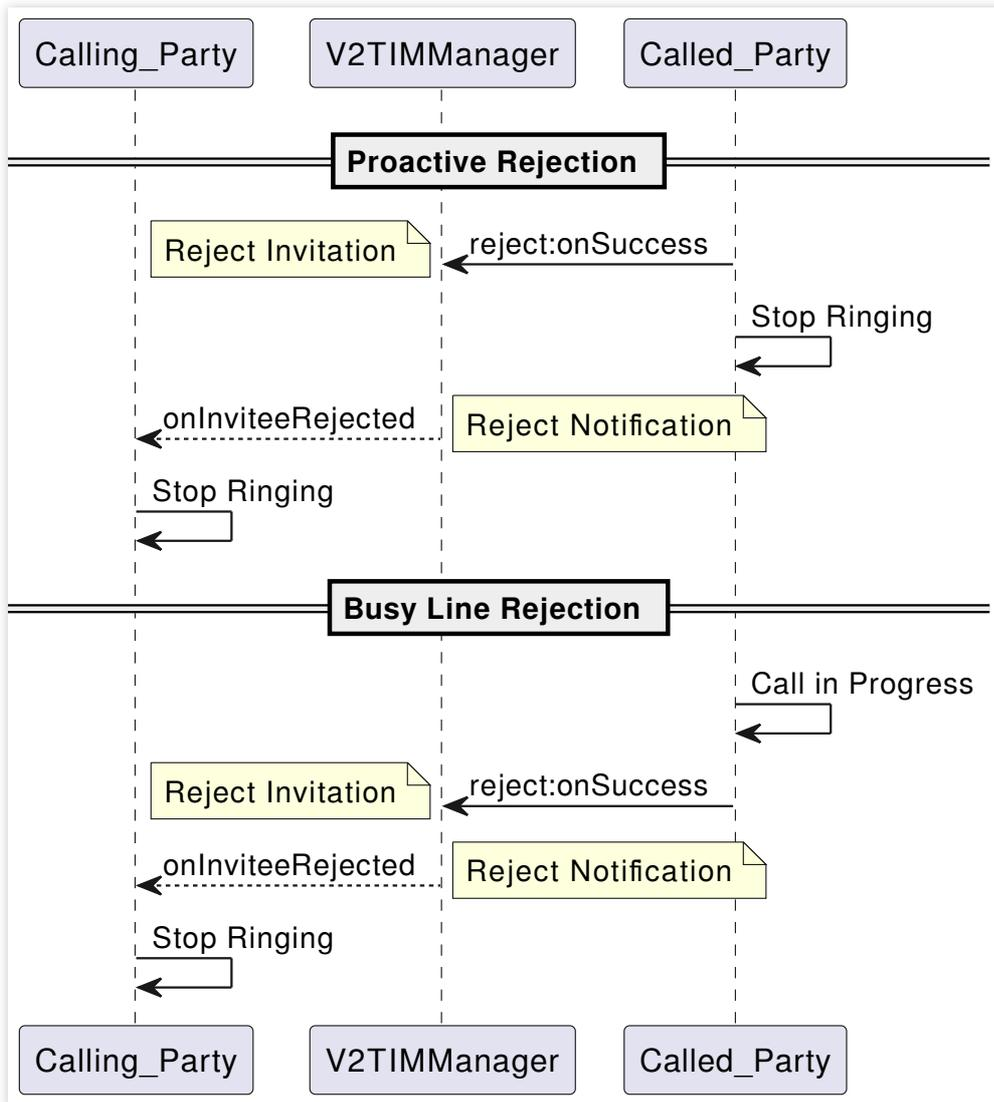 Calling_Party
V2TIMManager
Called_Party
Proactive Rejection
Reject Invitation
reject:onSuccess
Stop Ringing
onInviteeRejected
Reject Notification
Stop Ringing
Busy Line Rejection
Call in Progress
Reject Invitation
reject:onSuccess
onInviteeRejected
Reject Notification
Stop Ringing
Calling_Party
V2TIMManager
Called_Party